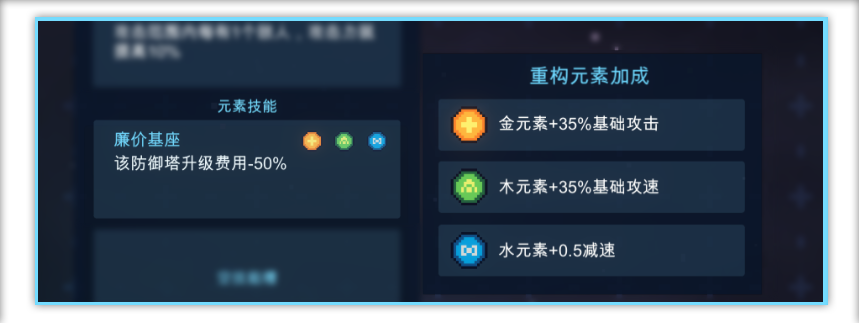 元素技能
廉价基座
该防御塔升级费用-50%
重构元素加成
金元素+35%基础攻击
木元素+35%基础攻速
水元素+0.5减速